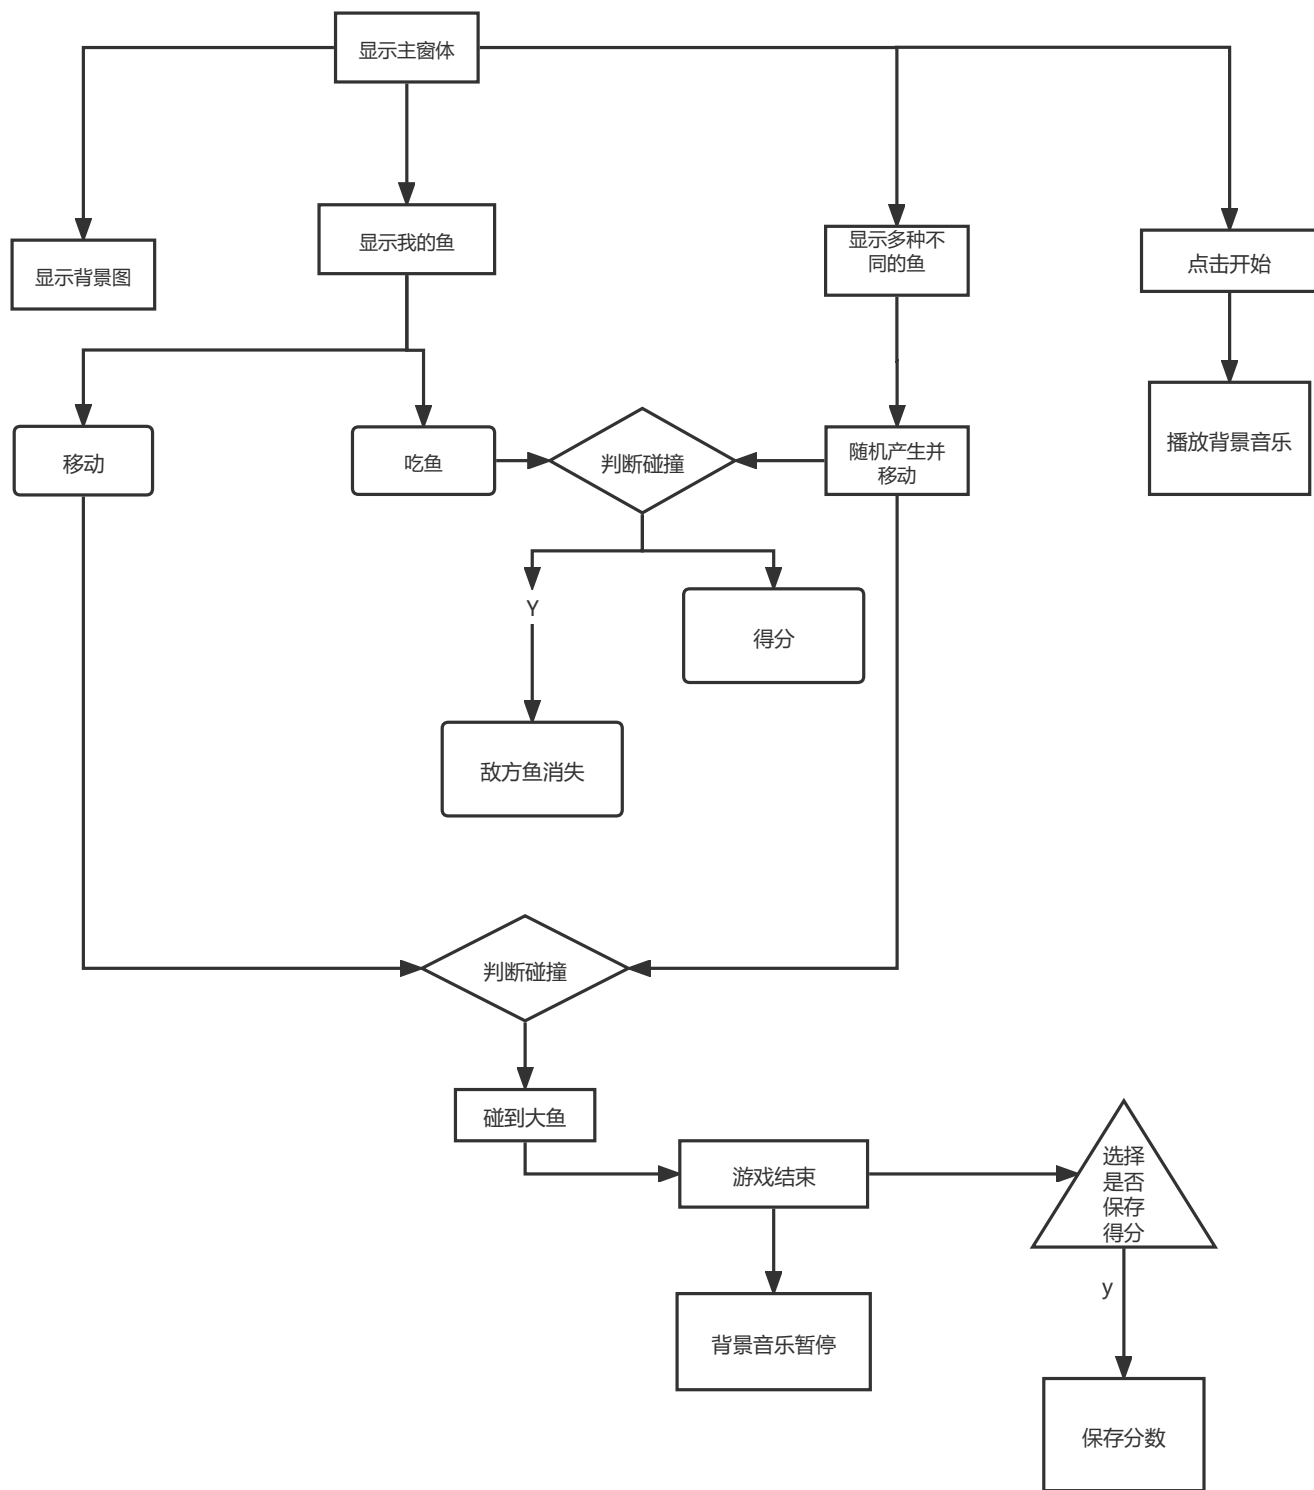 显示主窗体
显示背景图
显示我的鱼
显示多种不
同的鱼
点击开始
移动
吃鱼
判断碰撞
随机产生并
移动
播放背景音乐
Y
得分
敌方鱼消失
判断碰撞
碰到大鱼
游戏结束
选择
是否
保存
得分
y
背景音乐暂停
保存分数